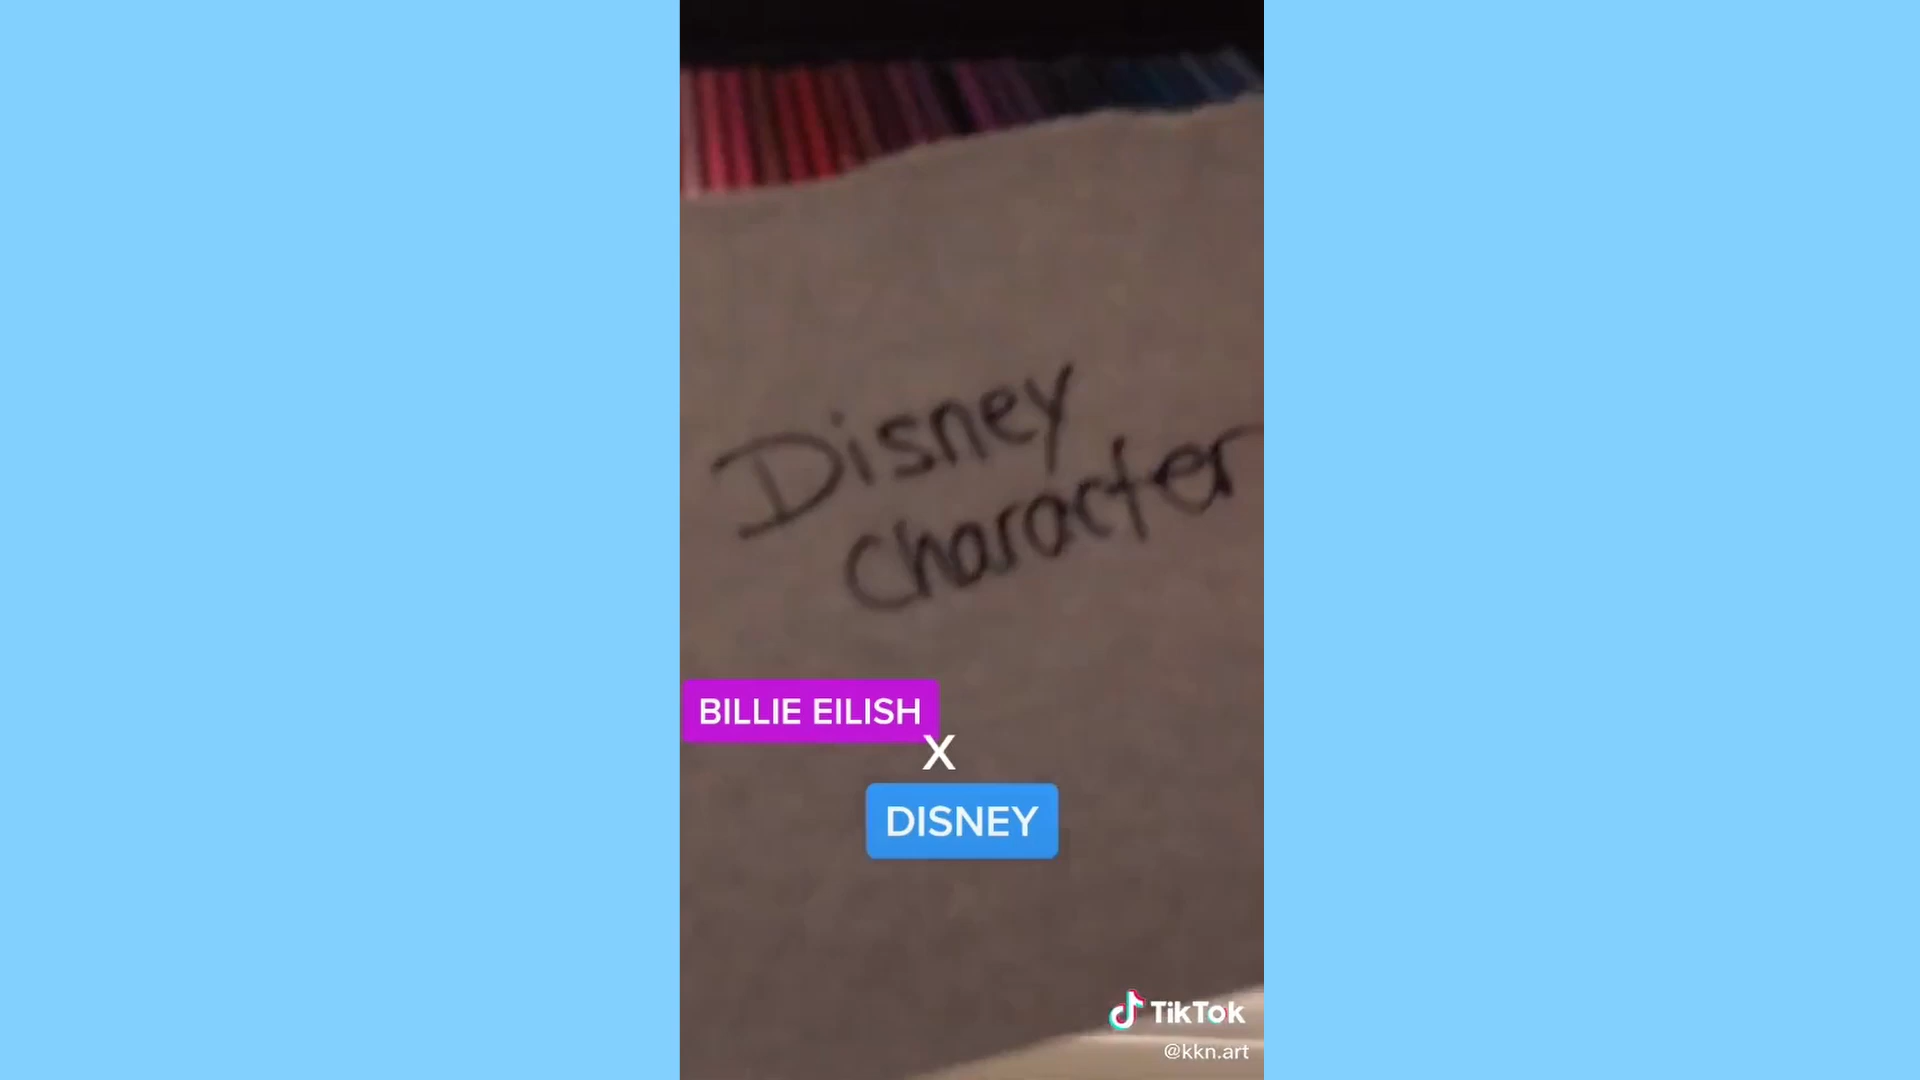 Disney
Character
BILLIE EILISH
X
DISNEY
TikTok
@kkn.art